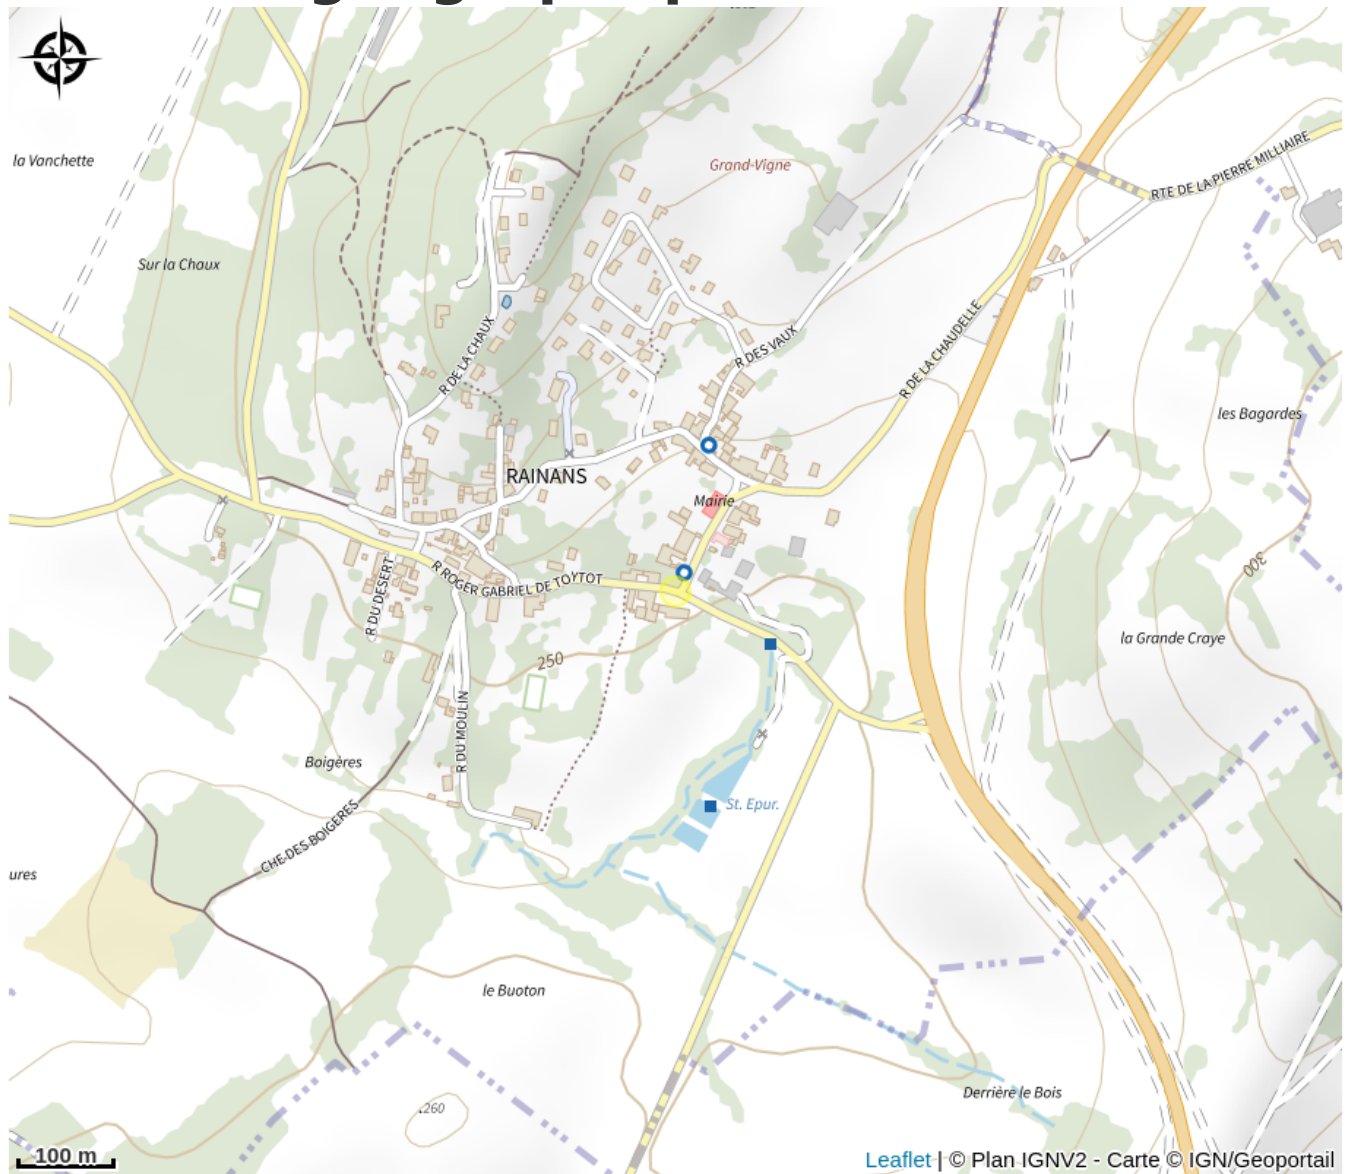 la Vanchette
Grand-Vigne
RTE DE LA PIERRE MILLIAIRE
Sur la Chaux
R DE LA CHAUX
R DES VAUX
R DE LA CHAUDELLE
les Bagardes
RAINANS
Mairie
300
R DU DESERT
R ROGER GABRIEL DE TOYTOT
250
la Grande Craye
R DU MOULIN
Boigères
St. Epur.
CHE DES BOIGERES
ures
le Buoton
260
Derrière le Bois
100 m
Leaflet | © Plan IGNV2 - Carte © IGN/Geoportail